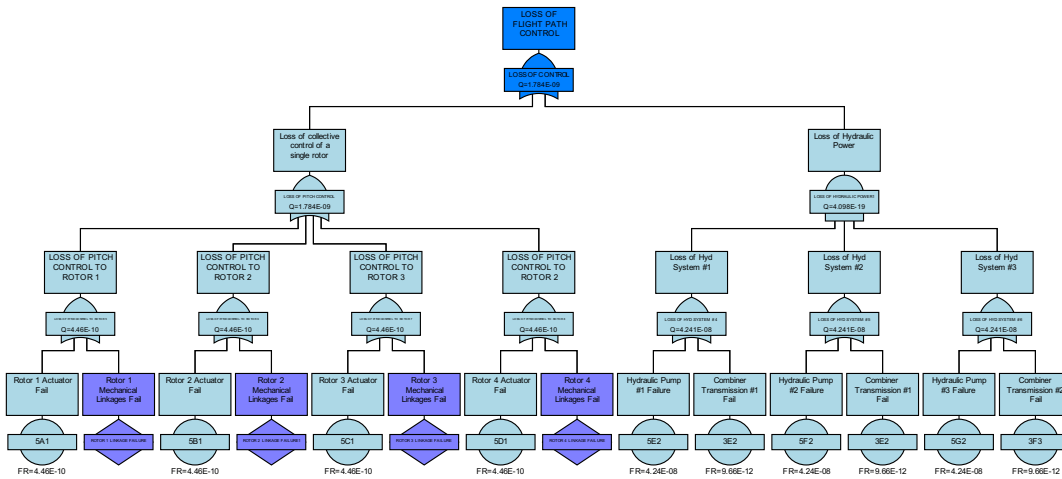 LOSS OF
FLIGHT PATH
CONTROL
LOSS OF CONTROL
Q=1.784E-09
Loss of collective
control of a
single rotor
LOSS OF PITCH CONTROL
Q=1.784E-09
Loss of Hydraulic
Power
LOSS OF HYDRAULIC POWER1
Q=4.098E-19
LOSS OF PITCH
CONTROL TO
ROTOR 1
Q=4.46E-10
LOSS OF PITCH
CONTROL TO
ROTOR 2
Q=4.46E-10
LOSS OF PITCH
CONTROL TO
ROTOR 3
Q=4.46E-10
LOSS OF PITCH
CONTROL TO
ROTOR 2
Q=4.46E-10
Loss of Hyd
System #1
LOSS OF HYD SYSTEM #4
Q=4.241E-08
Loss of Hyd
System #2
LOSS OF HYD SYSTEM #5
Q=4.241E-08
Loss of Hyd
System #3
LOSS OF HYD SYSTEM #6
Q=4.241E-08
Rotor 1 Actuator
Fail
5A1
FR=4.46E-10
Rotor 1
Mechanical
Linkages Fail
ROTOR 1 LINKAGE FAILURE
Rotor 2 Actuator
Fail
5B1
FR=4.46E-10
Rotor 2
Mechanical
Linkages Fail
ROTOR 2 LINKAGE FAILURE1
Rotor 3 Actuator
Fail
5C1
FR=4.46E-10
Rotor 3
Mechanical
Linkages Fail
ROTOR 3 LINKAGE FAILURE
Rotor 4 Actuator
Fail
5D1
FR=4.46E-10
Rotor 4
Mechanical
Linkages Fail
ROTOR 4 LINKAGE FAILURE
Hydraulic Pump
#1 Failure
5E2
FR=4.24E-08
Combiner
Transmission #1
Fail
3E2
FR=9.66E-12
Hydraulic Pump
#2 Failure
5F2
FR=4.24E-08
Combiner
Transmission #1
Fail
3E2
FR=9.66E-12
Hydraulic Pump
#3 Failure
5G2
FR=4.24E-08
Combiner
Transmission #2
Fail
3F3
FR=9.66E-12